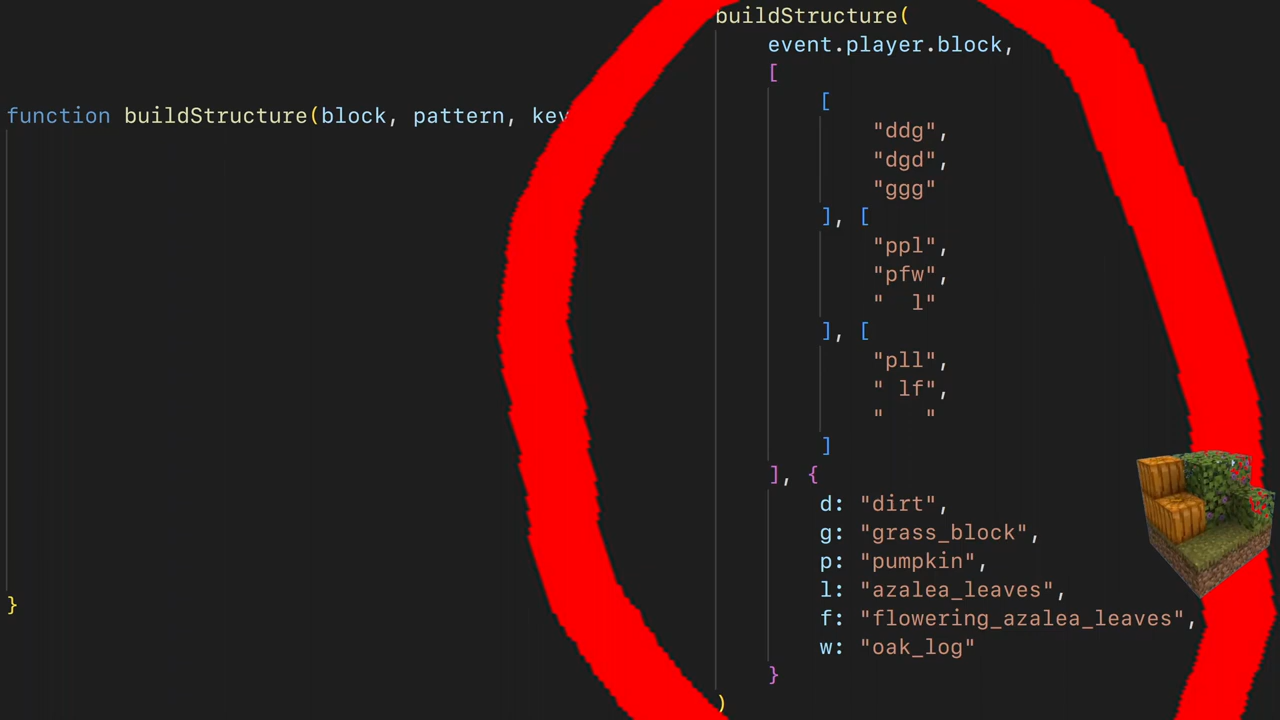 function buildStructure(block, pattern, key
}
buildStructure(
event.player.block,
[
[
"ddg",
"dgd",
"ggg"
], [
"ppl",
"pfw",
"  l"
], [
"pll",
" lf",
"   "
]
], {
d: "dirt",
g: "grass_block",
p: "pumpkin",
l: "azalea_leaves",
f: "flowering_azalea_leaves",
w: "oak_log"
}
)